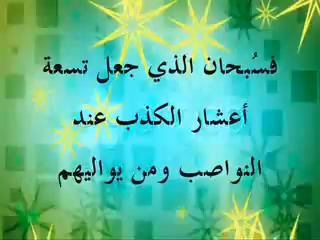 فسُبحان الذي جعل تسعة
أعشار الكذب عند
النواصب ومن يواليهم